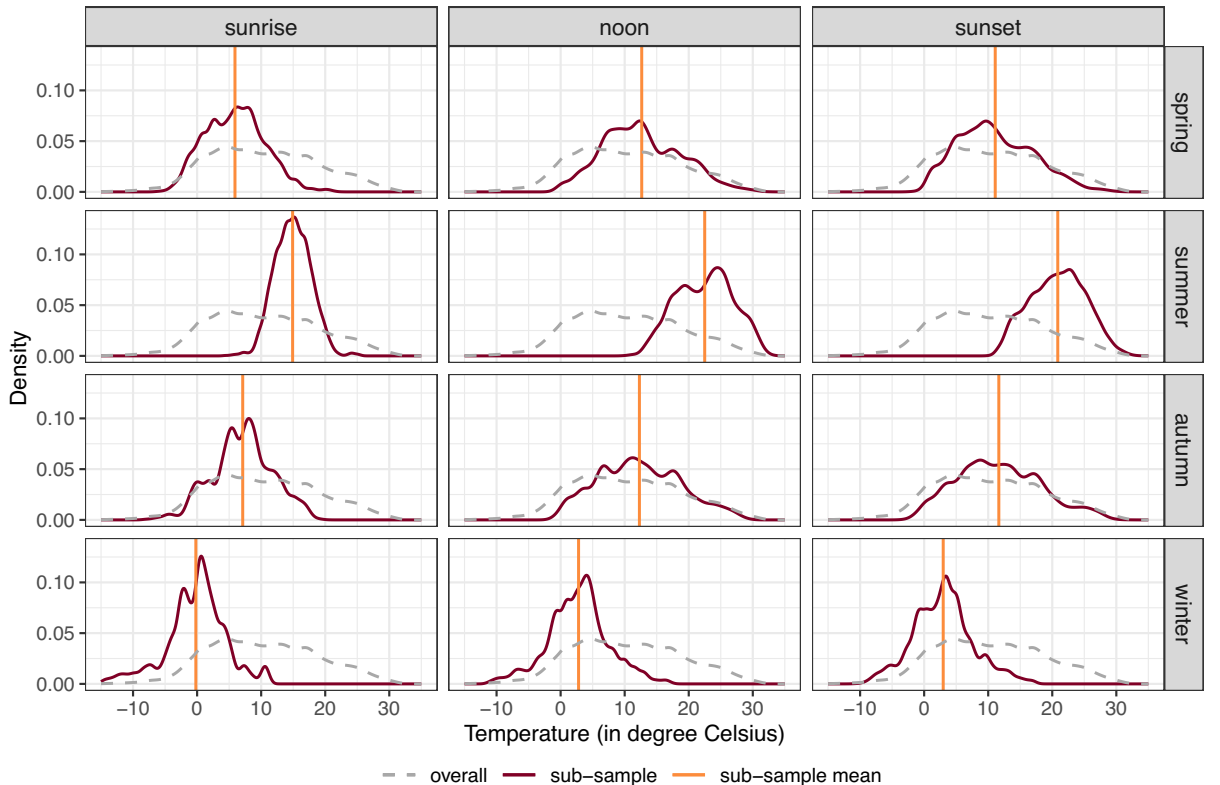 sunrise noon sunset
0.10
0.05
0.00
spring
0.10
0.05
0.00
summer
0.10
0.05
0.00
autumn
0.10
0.05
0.00
winter
Density
−10 0 10 20 30 −10 0 10 20 30 −10 0 10 20 30
Temperature (in degree Celsius)
overall sub−sample sub−sample mean